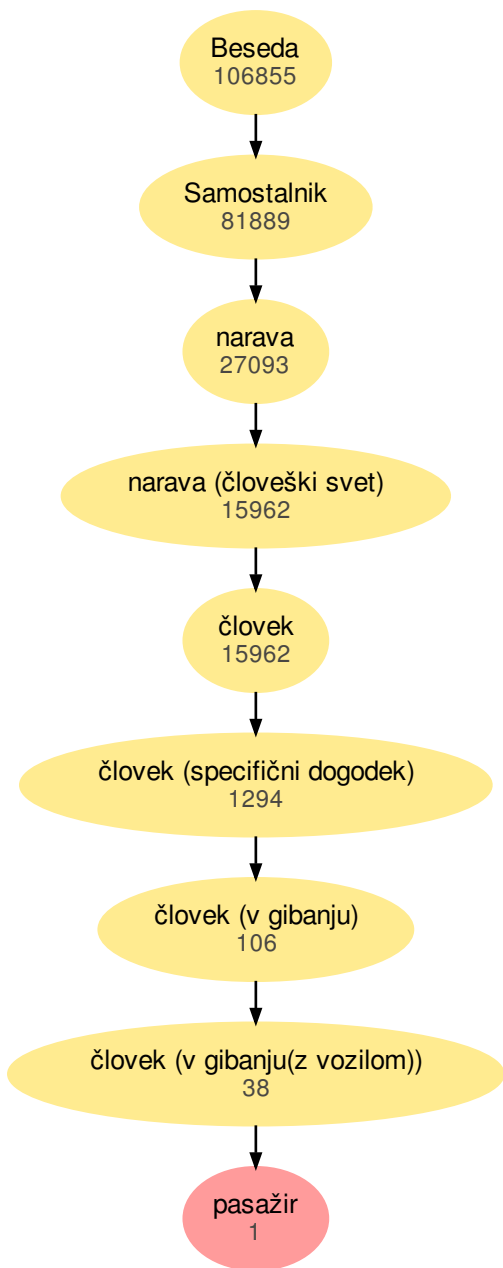 Beseda
106855
Samostalnik
81889
narava
27093
narava (človeški svet)
15962
človek
15962
človek (specifični dogodek)
1294
človek (v gibanju)
106
človek (v gibanju(z vozilom))
38
pasažir
1